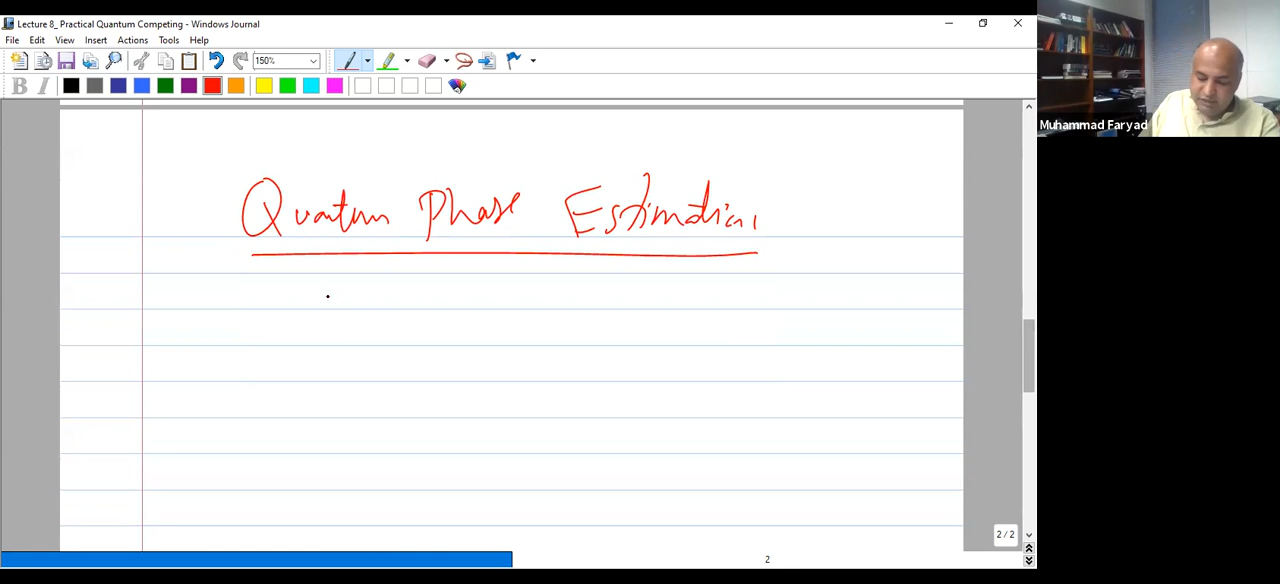 Lecture 8_ Practical Quantum Competing - Windows Journal
File Edit View Insert Actions Tools Help
150%
B I
Muhammad Faryad
Quantum Phase Estimation
2 / 2
2